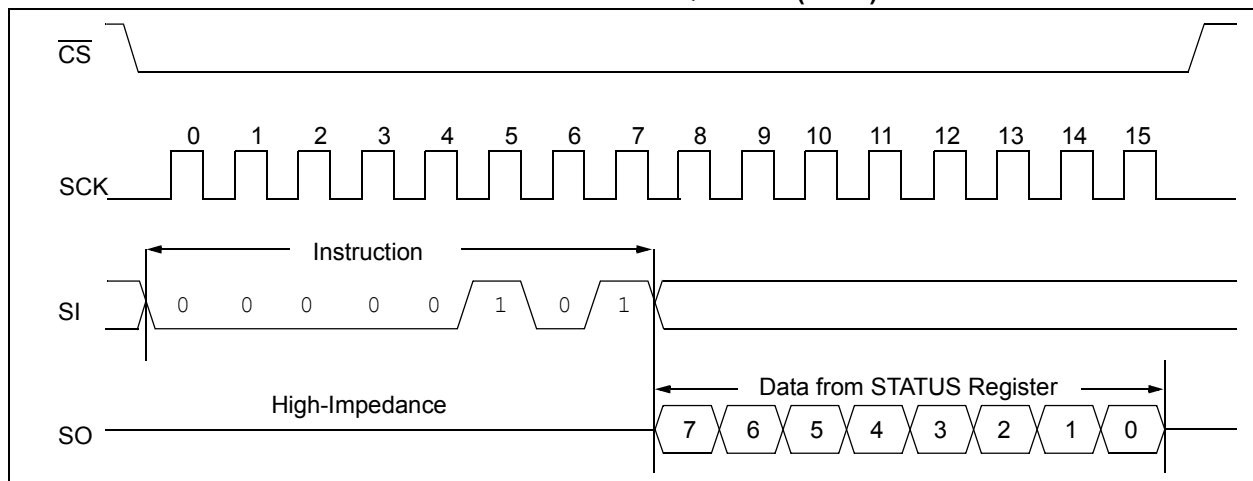 CS
0 1 2 3 4 5 6 7 8 9 10 11 12 13 14 15
SCK
Instruction
SI 0 0 0 0 0 1 0 1
Data from STATUS Register
High-Impedance
SO 7 6 5 4 3 2 1 0